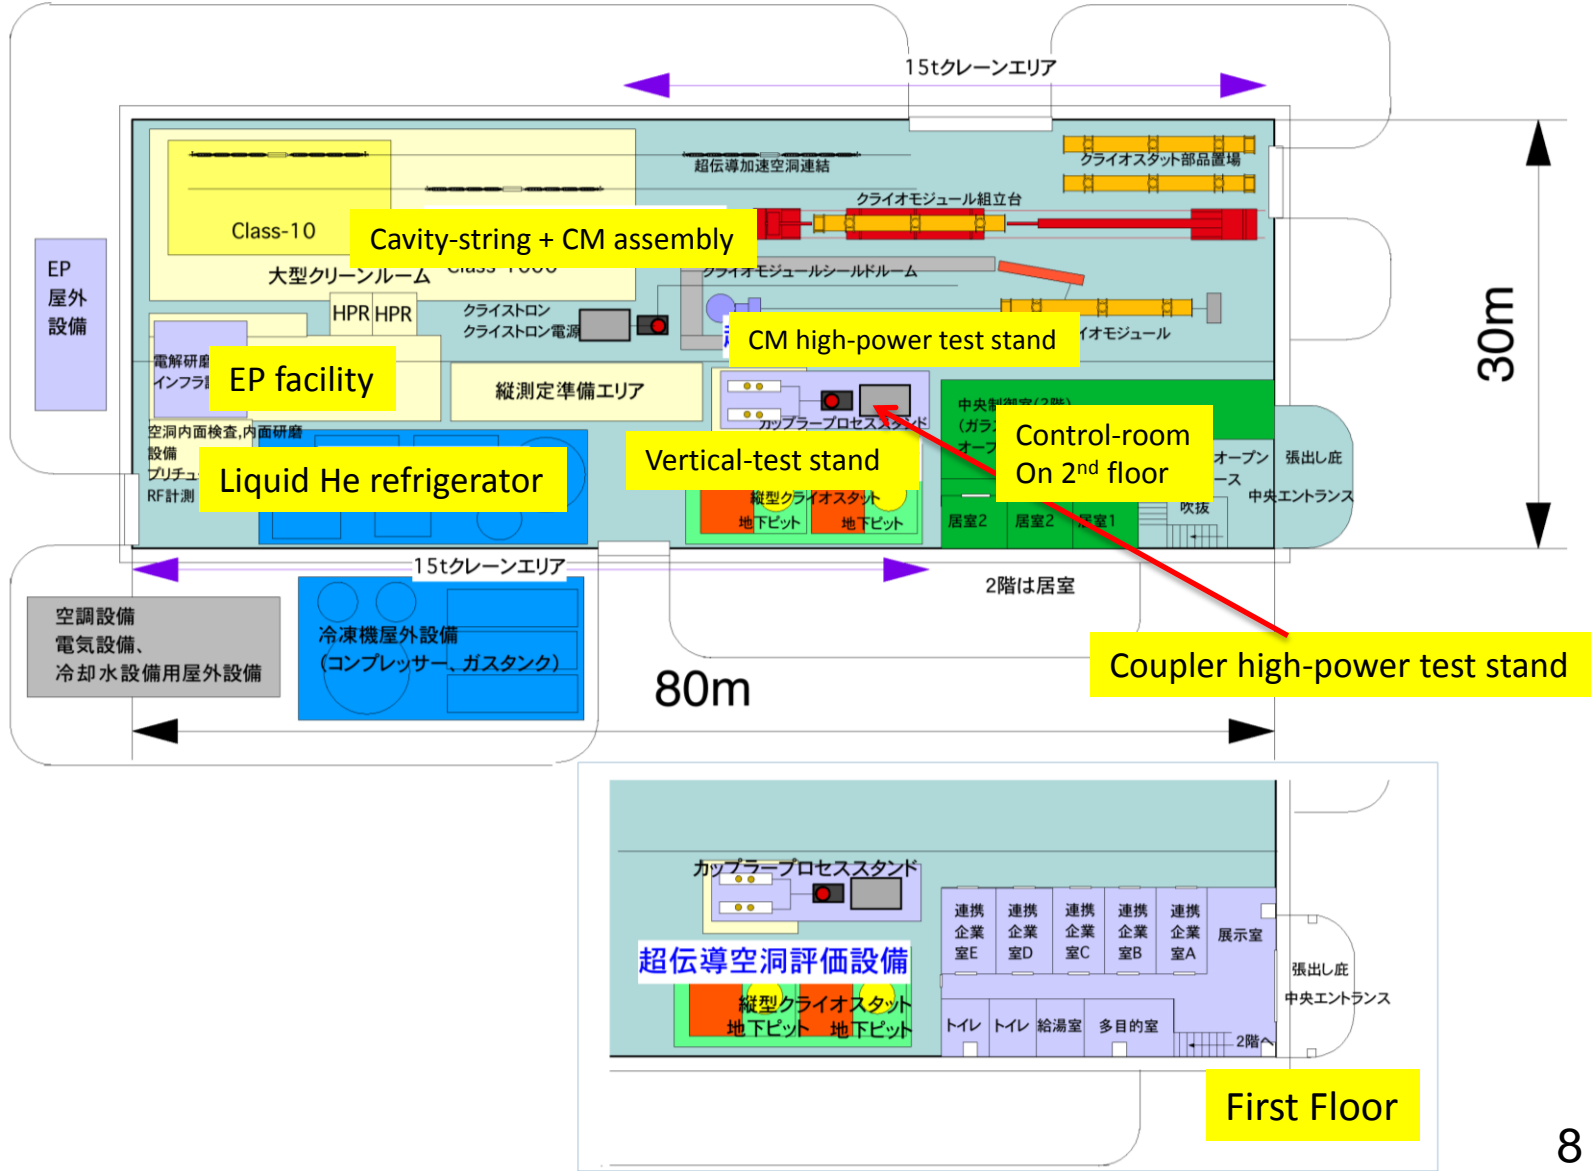 15tクレーンエリア
超伝導加速空洞連結
クライオスタット部品置場
クライオモジュール組立台
Class-10
Cavity-string + CM assembly
大型クリーンルーム
クライオモジュールシールドルーム
EP
屋外
設備
HPR HPR
クライストロン
クライストロン電源
CM high-power test stand
イオモジュール
30m
電解研磨
インフラ
EP facility
縦測定準備エリア
カップラープロセススタンド
中央制御室(2階)
(ガラス
オープ
Control-room
On 2nd floor
オープン
ース
張出し庇
中央エントランス
吹抜
空洞内面検査,内面研磨
設備
プリチュー
RF計測
Liquid He refrigerator
Vertical-test stand
縦型クライオスタット
地下ピット 地下ピット
居室2 居室2 居室1
15tクレーンエリア
2階は居室
空調設備
電気設備、
冷却水設備用屋外設備
冷凍機屋外設備
(コンプレッサー、ガスタンク)
Coupler high-power test stand
80m
カップラープロセススタンド
連携
企業
室E
連携
企業
室D
連携
企業
室C
連携
企業
室B
連携
企業
室A
展示室
超伝導空洞評価設備
縦型クライオスタット
地下ピット 地下ピット
張出し庇
中央エントランス
トイレ トイレ 給湯室 多目的室
2階へ
First Floor
8